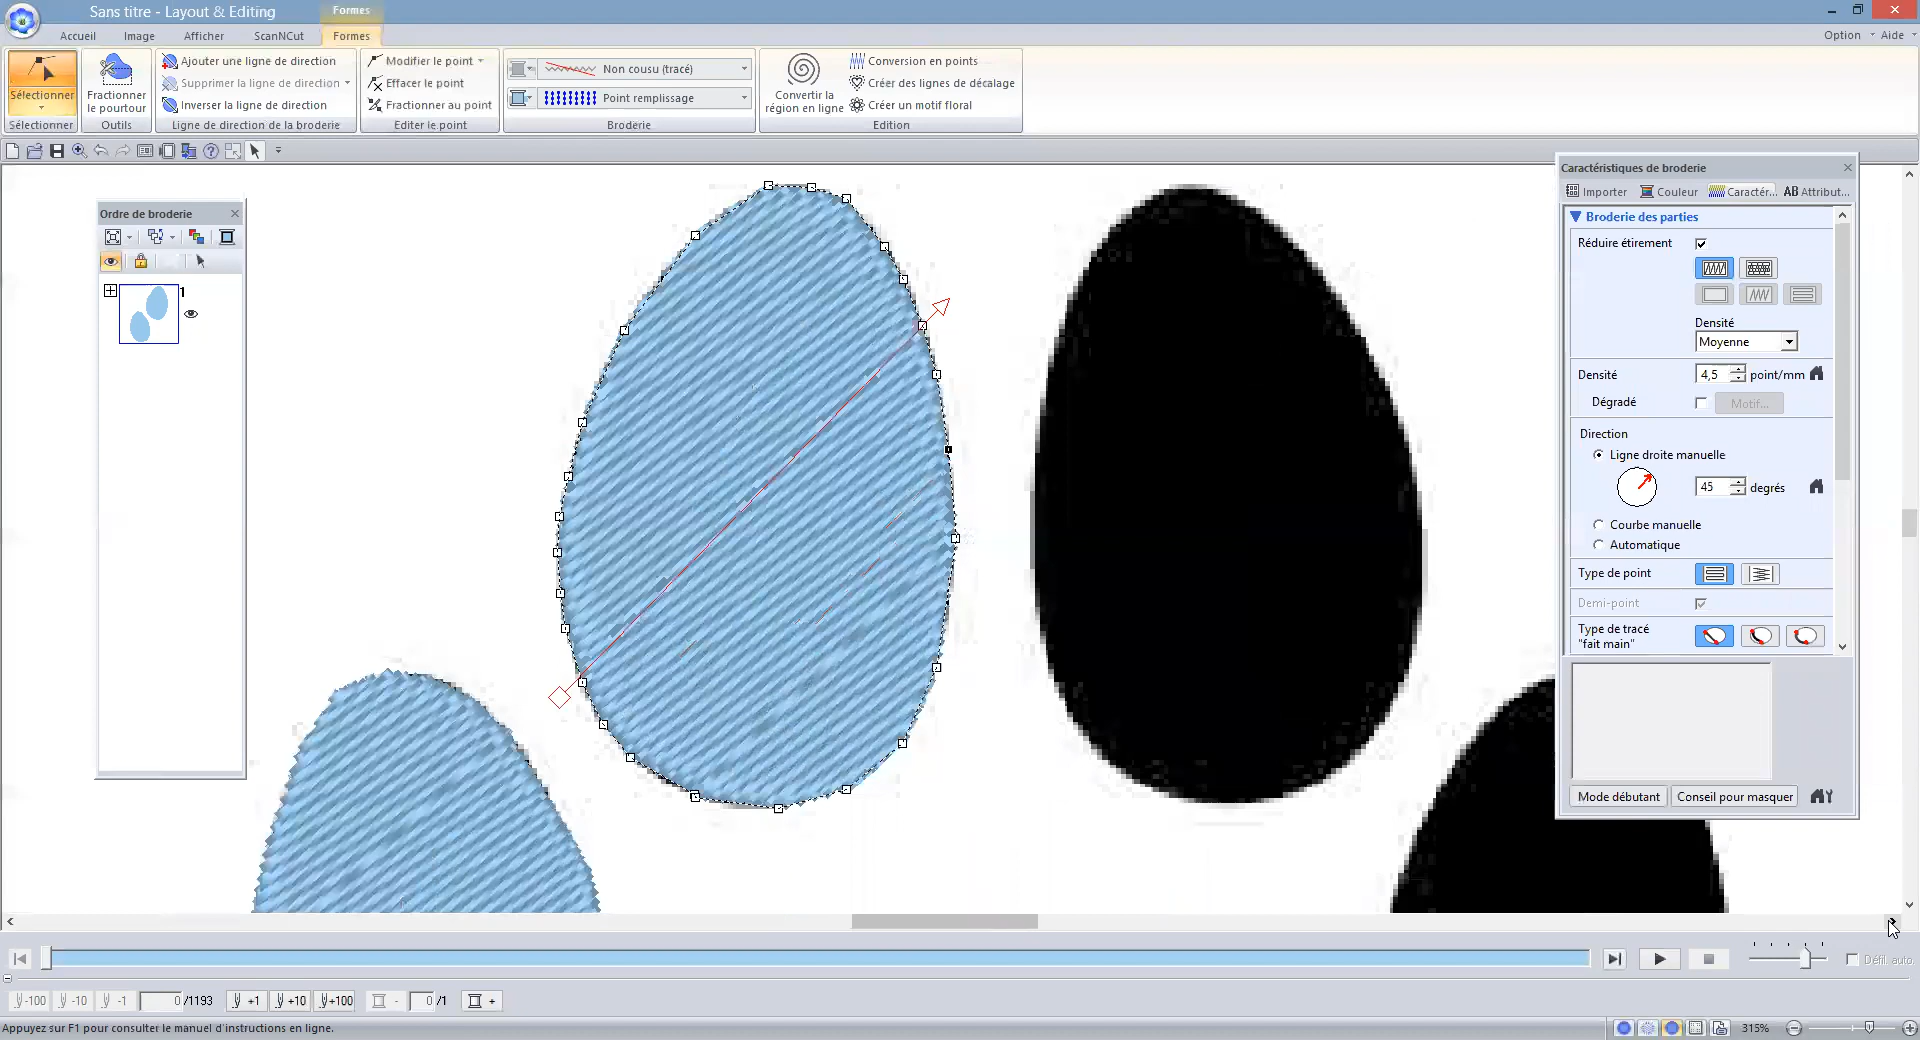 Sans titre - Layout & Editing
Formes
Accueil
Image
Afficher
ScanNCut
Formes
Option
Aide
Sélectionner
Fractionner
le pourtour
Ajouter une ligne de direction
Supprimer la ligne de direction
Inverser la ligne de direction
Modifier le point
Effacer le point
Fractionner au point
Non cousu (tracé)
Point remplissage
Convertir la
région en ligne
Conversion en points
Créer des lignes de décalage
Créer un motif floral
Sélectionner
Outils
Ligne de direction de la broderie
Editer le point
Broderie
Edition
Ordre de broderie
1
Caractéristiques de broderie
Importer
Couleur
Caractér...
AB Attribut...
Broderie des parties
Réduire étirement
Densité
Moyenne
Densité
4,5
point/mm
Dégradé
Motif...
Direction
Ligne droite manuelle
45
degrés
Courbe manuelle
Automatique
Type de point
Demi-point
Type de tracé
"fait main"
Mode débutant
Conseil pour masquer
Défil. auto.
-100
-10
-1
0
/1193
+1
+10
+100
-
0
/1
+
Appuyez sur F1 pour consulter le manuel d'instructions en ligne.
315%